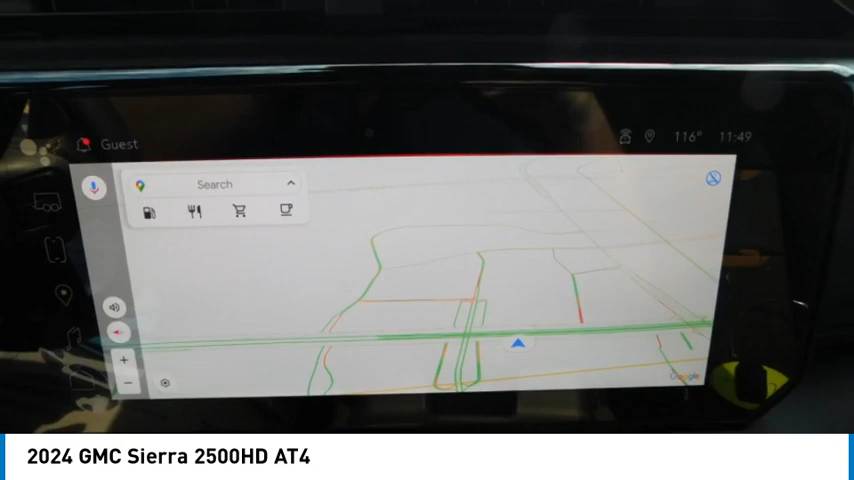 Guest
116° 11:49
Search
+
−
Google
2024 GMC Sierra 2500HD AT4